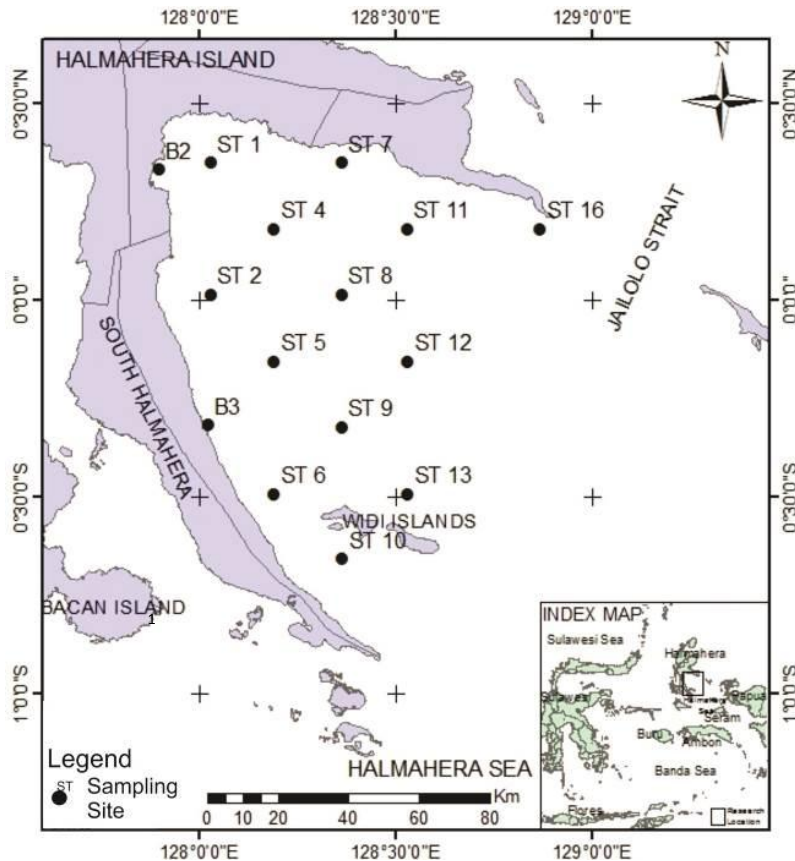 128°0'0"E 128°30'0"E 129°0'0"E
HALMAHERA ISLAND
N
0°30'0"N
0°30'0"N
B2
ST 1
ST 7
ST 4
ST 11
ST 16
JAILOLO STRAIT
0°0'0"
0°0'0"
ST 2
ST 8
ST 5
ST 12
SOUTH HALMAHERA
B3
ST 9
ST 6
ST 13
0°30'0"S
0°30'0"S
WIDI ISLANDS
ST 10
BACAN ISLAND
1
1°0'0"S
1°0'0"S
INDEX MAP
Sulawesi Sea
Halmahera
Sulawesi
Papua
Halmahera
Sea
Seram
Buru
Ambon
Banda Sea
Flores
Research
Location
Legend
ST Sampling
Site
HALMAHERA SEA
Km
0 10 20 40 60 80
128°0'0"E 128°30'0"E 129°0'0"E